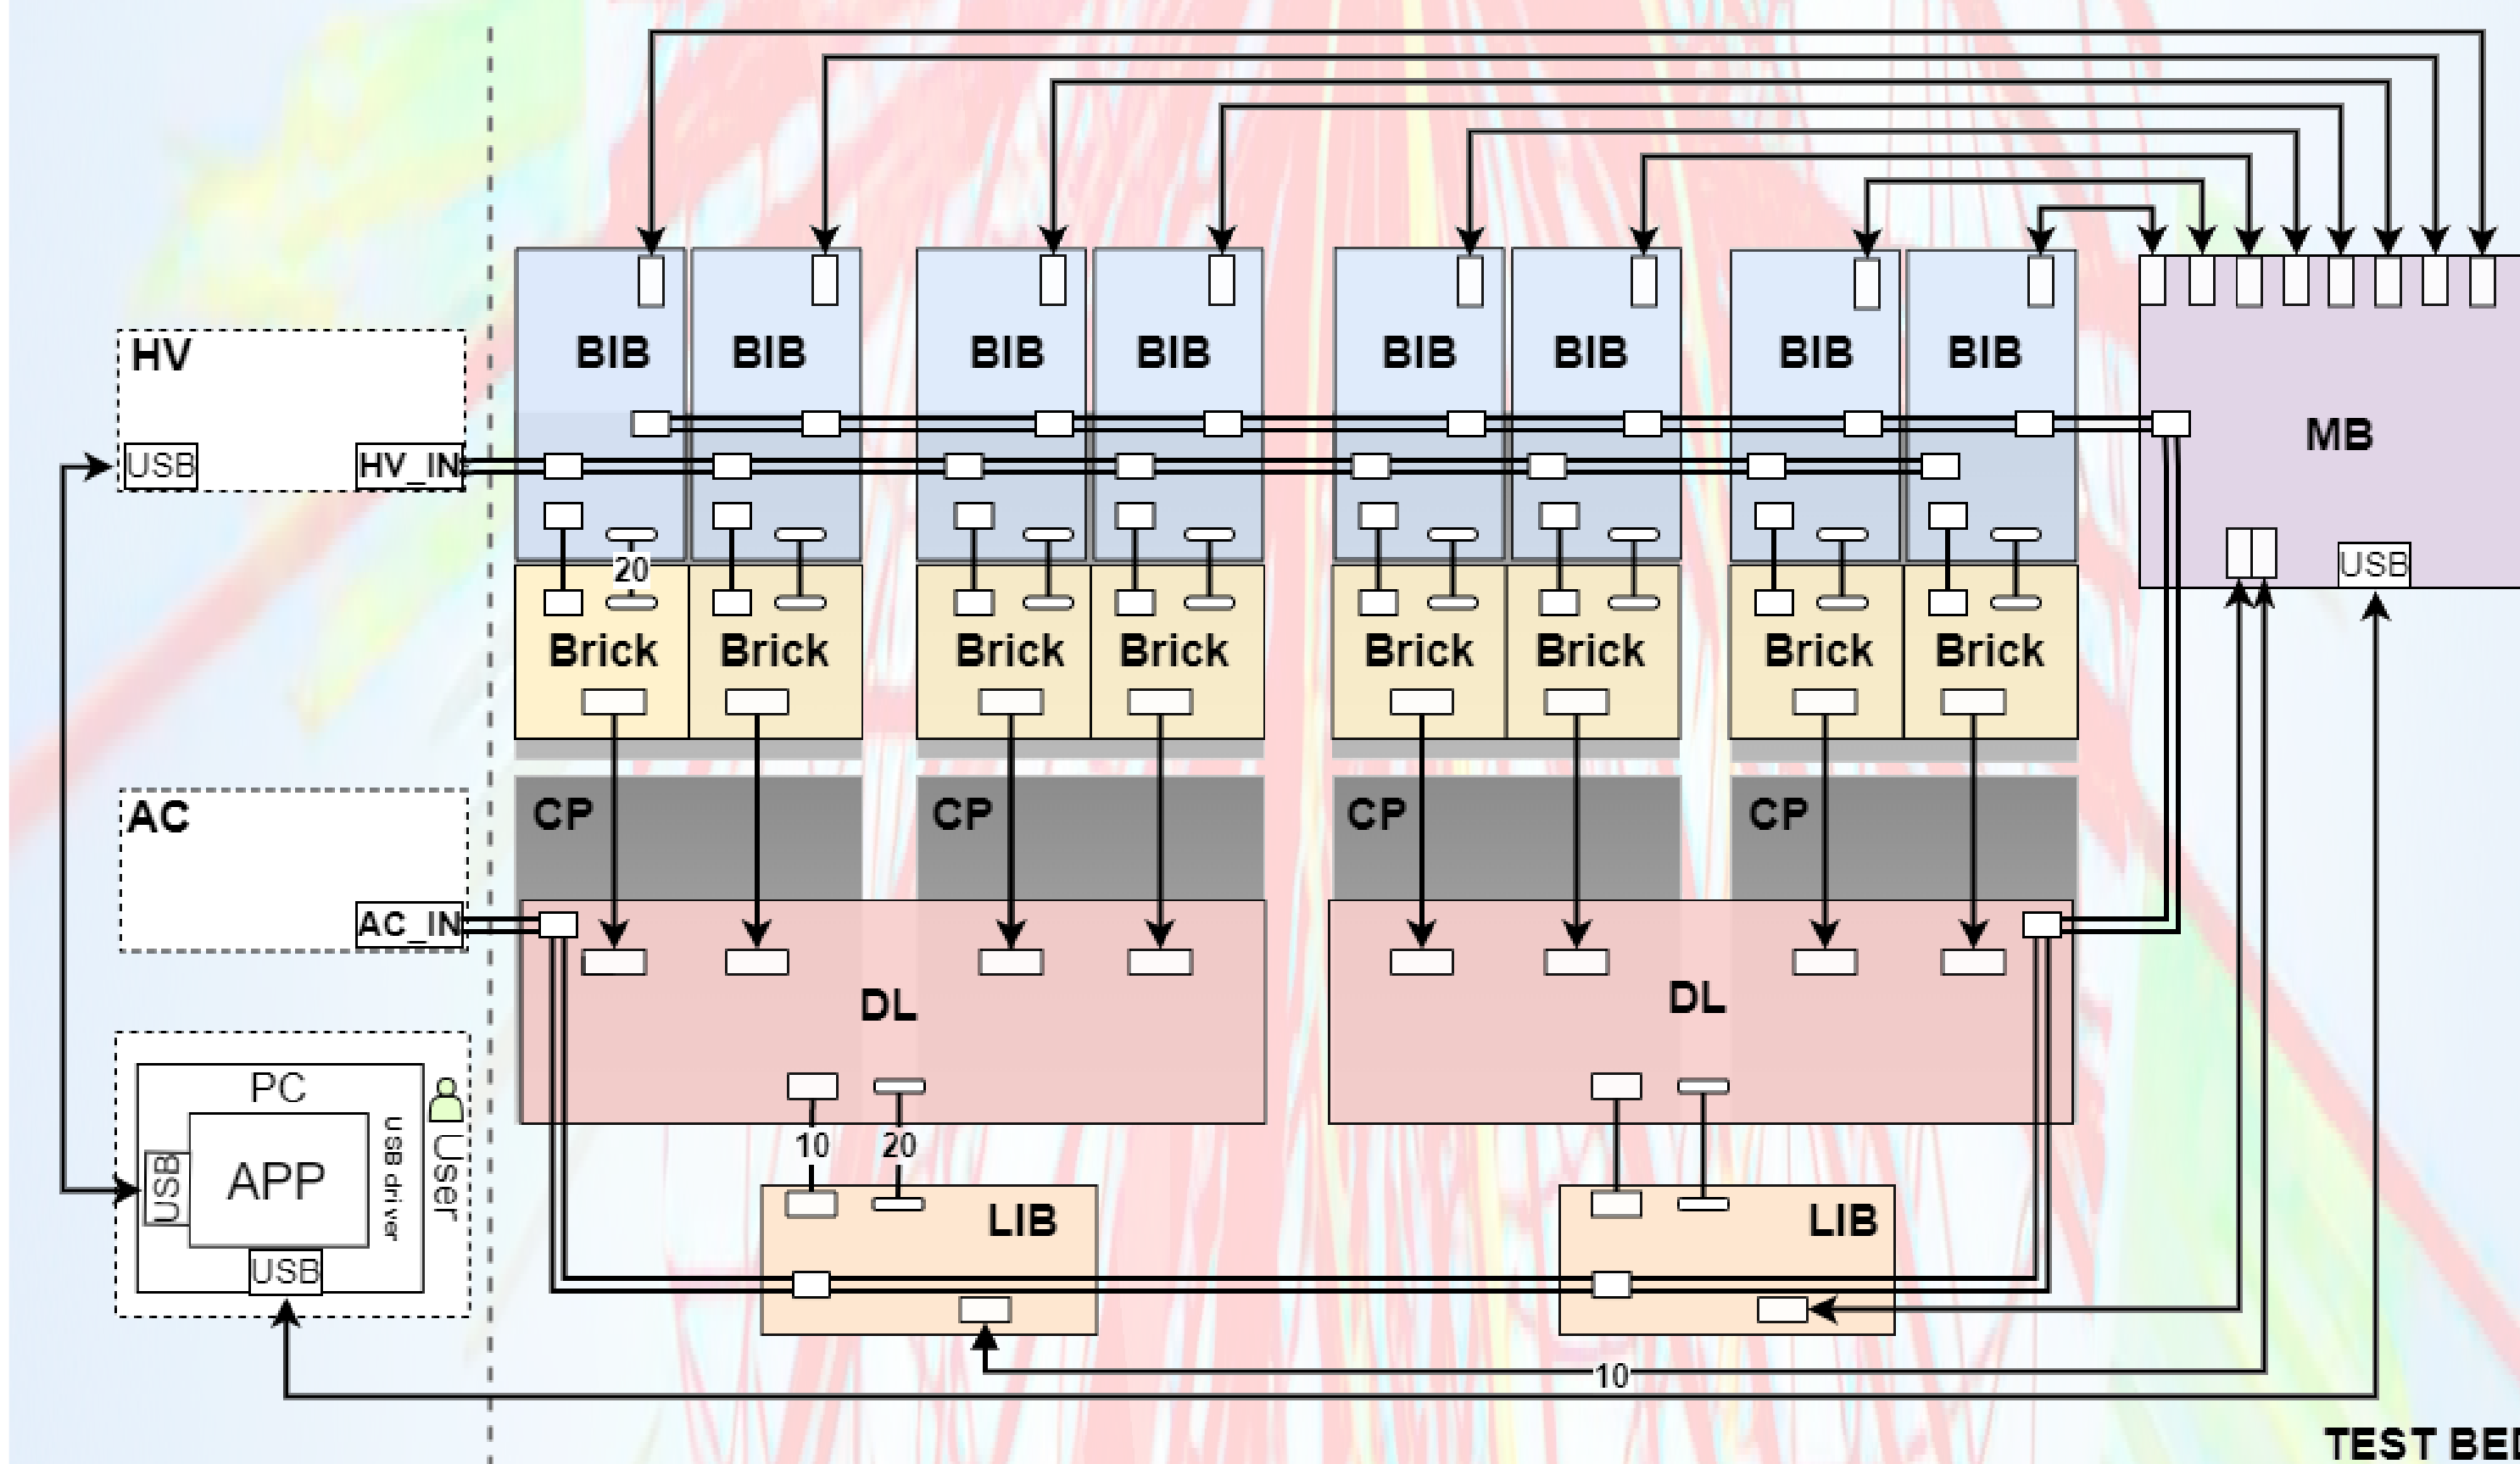 HV
BIB BIB BIB BIB BIB BIB BIB BIB
MB
USB HV_IN
20
USB
Brick Brick Brick Brick Brick Brick Brick Brick
AC
CP CP CP CP
AC_IN
DL DL
PC
10 20
USB APP USB driver User
LIB LIB
USB
10
TEST BED